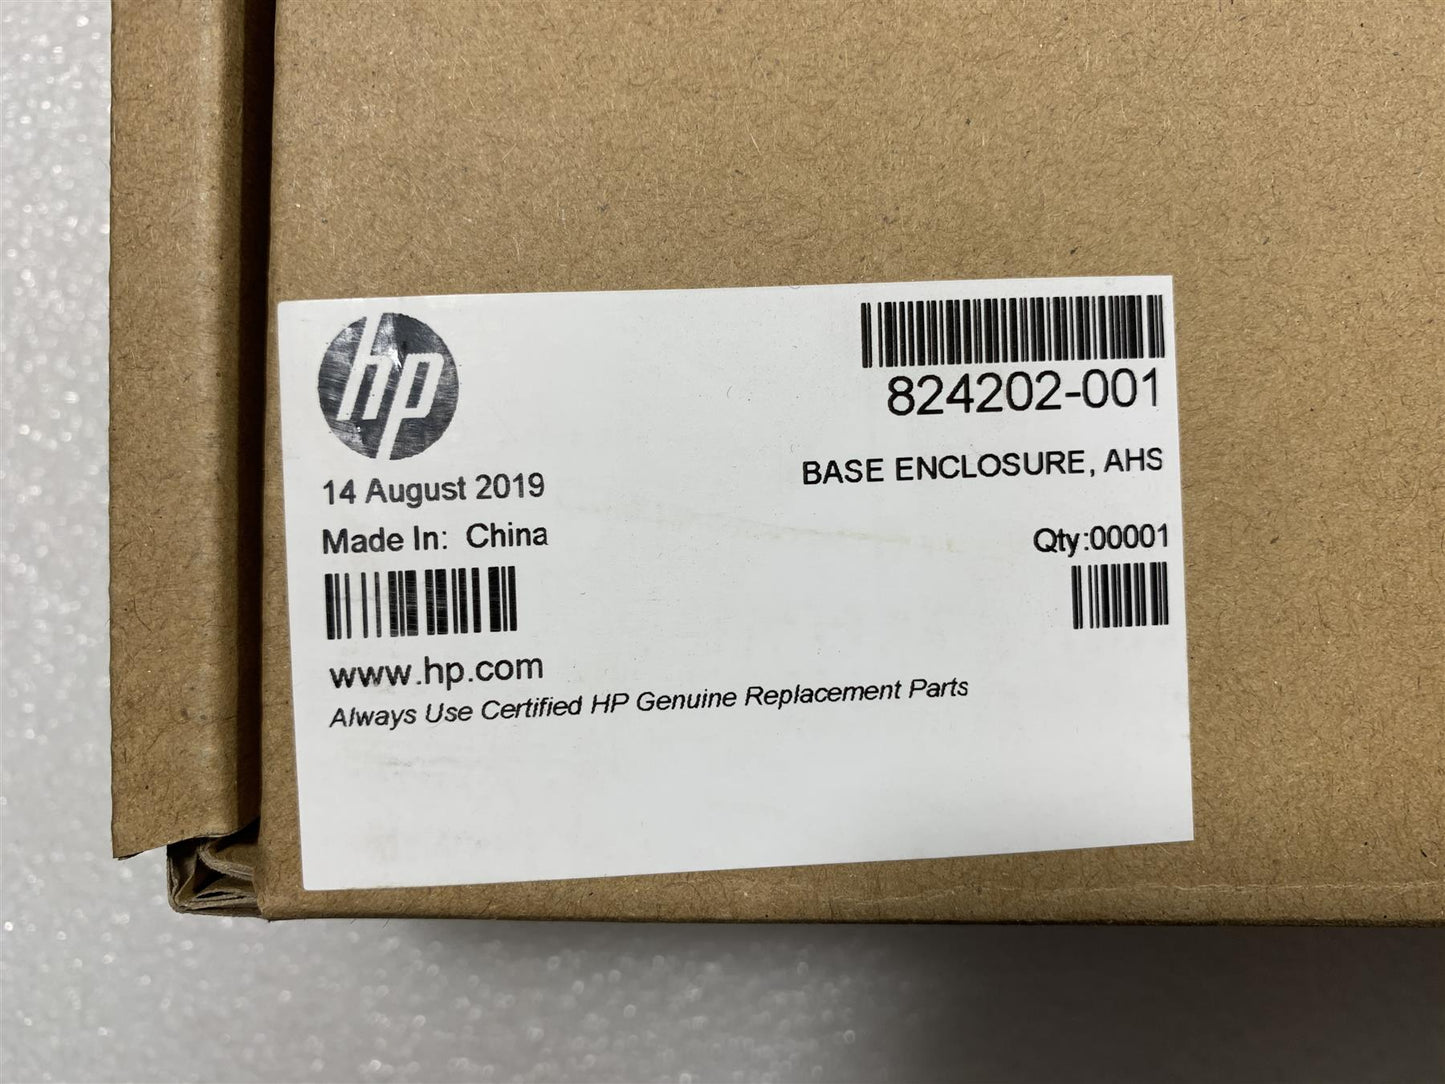 hp
824202-001
14 August 2019
BASE ENCLOSURE, AHS
Made In: China
Qty:00001
www.hp.com
Always Use Certified HP Genuine Replacement Parts